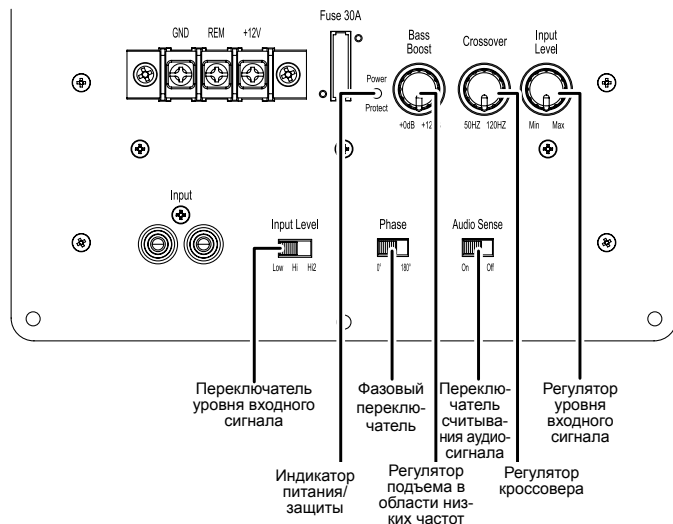 Fuse 30A
GND REM +12V
Bass Boost
Crossover
Input Level
Power
Protect
+0dB
50HZ 120HZ
Min Max
Input
Input Level
Low Hi Hi2
Phase
0° 180°
Audio Sense
On Off
Переключатель
уровня входного
сигнала
Фазовый
переклю-
чатель
Переклю-
чатель
считыва-
ния аудио-
сигнала
Регулятор
уровня
входного
сигнала
Индикатор
питания/
защиты
Регулятор
подъема в
области низ-
ких частот
Регулятор
кроссовера